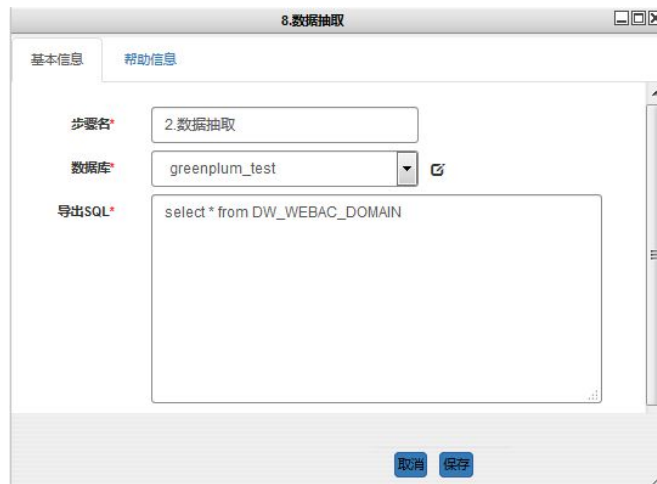 8.数据抽取
基本信息 帮助信息
步骤名* 2.数据抽取
数据库* greenplum_test
导出SQL* select * from DW_WEBAC_DOMAIN
取消 保存